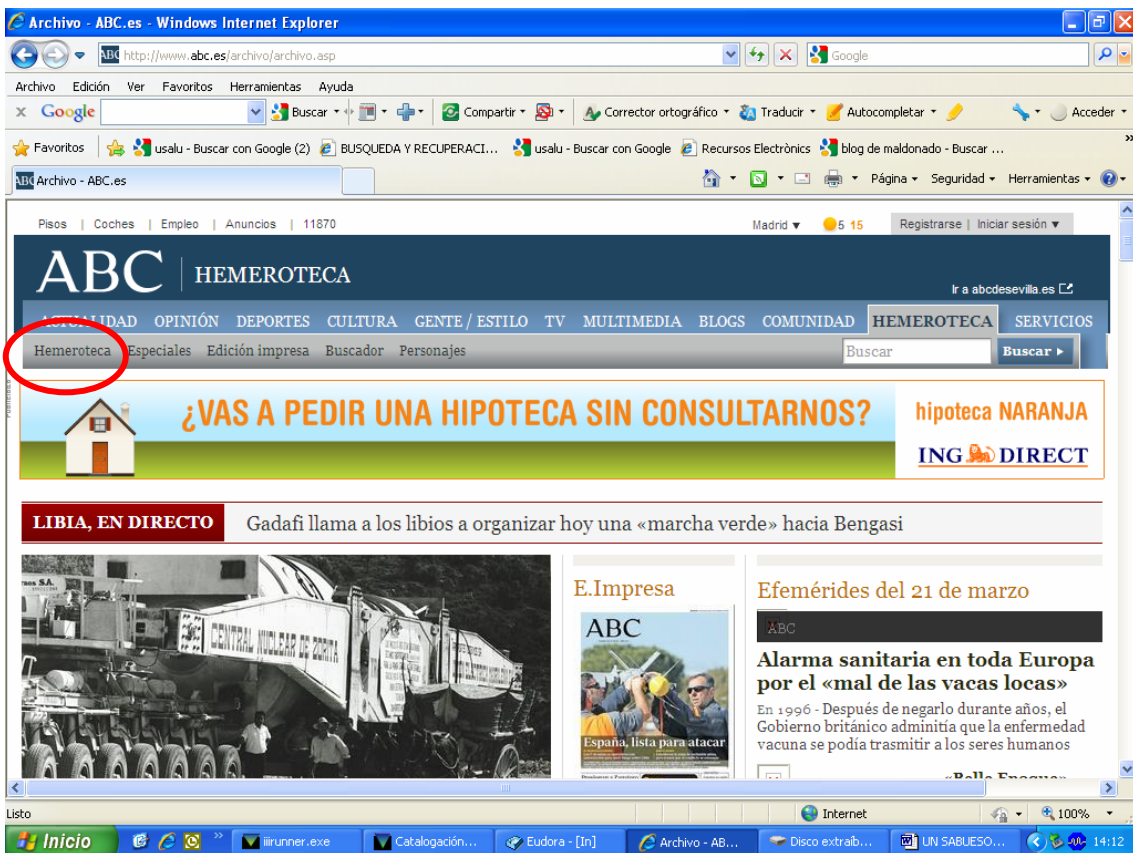 Archivo - ABC.es - Windows Internet Explorer
http://www.abc.es/archivo/archivo.asp
Google
Archivo Edición Ver Favoritos Herramientas Ayuda
x Google Buscar Compartir Corrector ortográfico Traducir Autocompletar Acceder
Favoritos usalu - Buscar con Google (2) BUSQUEDA Y RECUPERACI... usalu - Buscar con Google Recursos Electrònics blog de maldonado - Buscar ... »
Archivo - ABC.es Página Seguridad Herramientas
Pisos | Coches | Empleo | Anuncios | 11870 Madrid 5 15 Registrarse | Iniciar sesión
ABC HEMEROTECA
Ir a abcdesevilla.es
ACTUALIDAD OPINIÓN DEPORTES CULTURA GENTE / ESTILO TV MULTIMEDIA BLOGS COMUNIDAD HEMEROTECA SERVICIOS
Hemeroteca Especiales Edición impresa Buscador Personajes Buscar Buscar
¿VAS A PEDIR UNA HIPOTECA SIN CONSULTARNOS? hipoteca NARANJA
ING DIRECT
LIBIA, EN DIRECTO Gadafi llama a los libios a organizar hoy una «marcha verde» hacia Bengasi
CENTRAL NUCLEAR DE ZORITA
E.Impresa
ABC
España, lista para atacar
Efemérides del 21 de marzo
ABC
Alarma sanitaria en toda Europa
por el «mal de las vacas locas»
En 1996 - Después de negarlo durante años, el
Gobierno británico adminitía que la enfermedad
vacuna se podía trasmitir a los seres humanos
Listo Internet 100%
Inicio » iiirunner.exe Catalogación... Eudora - [In] Archivo - AB... Disco extraíb... UN SABUESO... 14:12